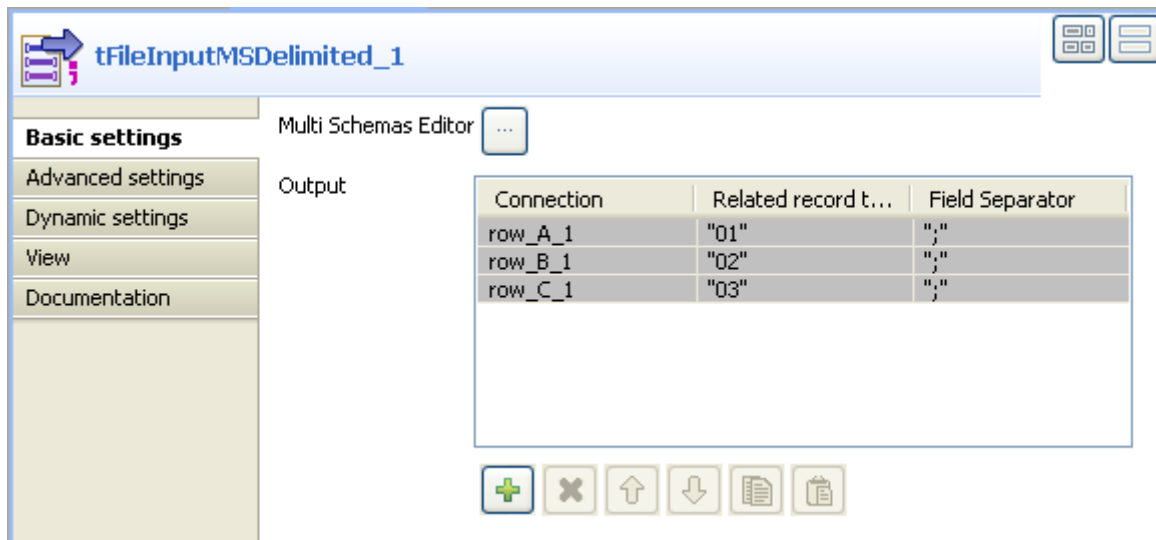 tFileInputMSDelimited_1
Basic settings
Advanced settings
Dynamic settings
View
Documentation
Multi Schemas Editor ...
Output
Connection Related record t... Field Separator
row_A_1 "01" ";"
row_B_1 "02" ";"
row_C_1 "03" ";"